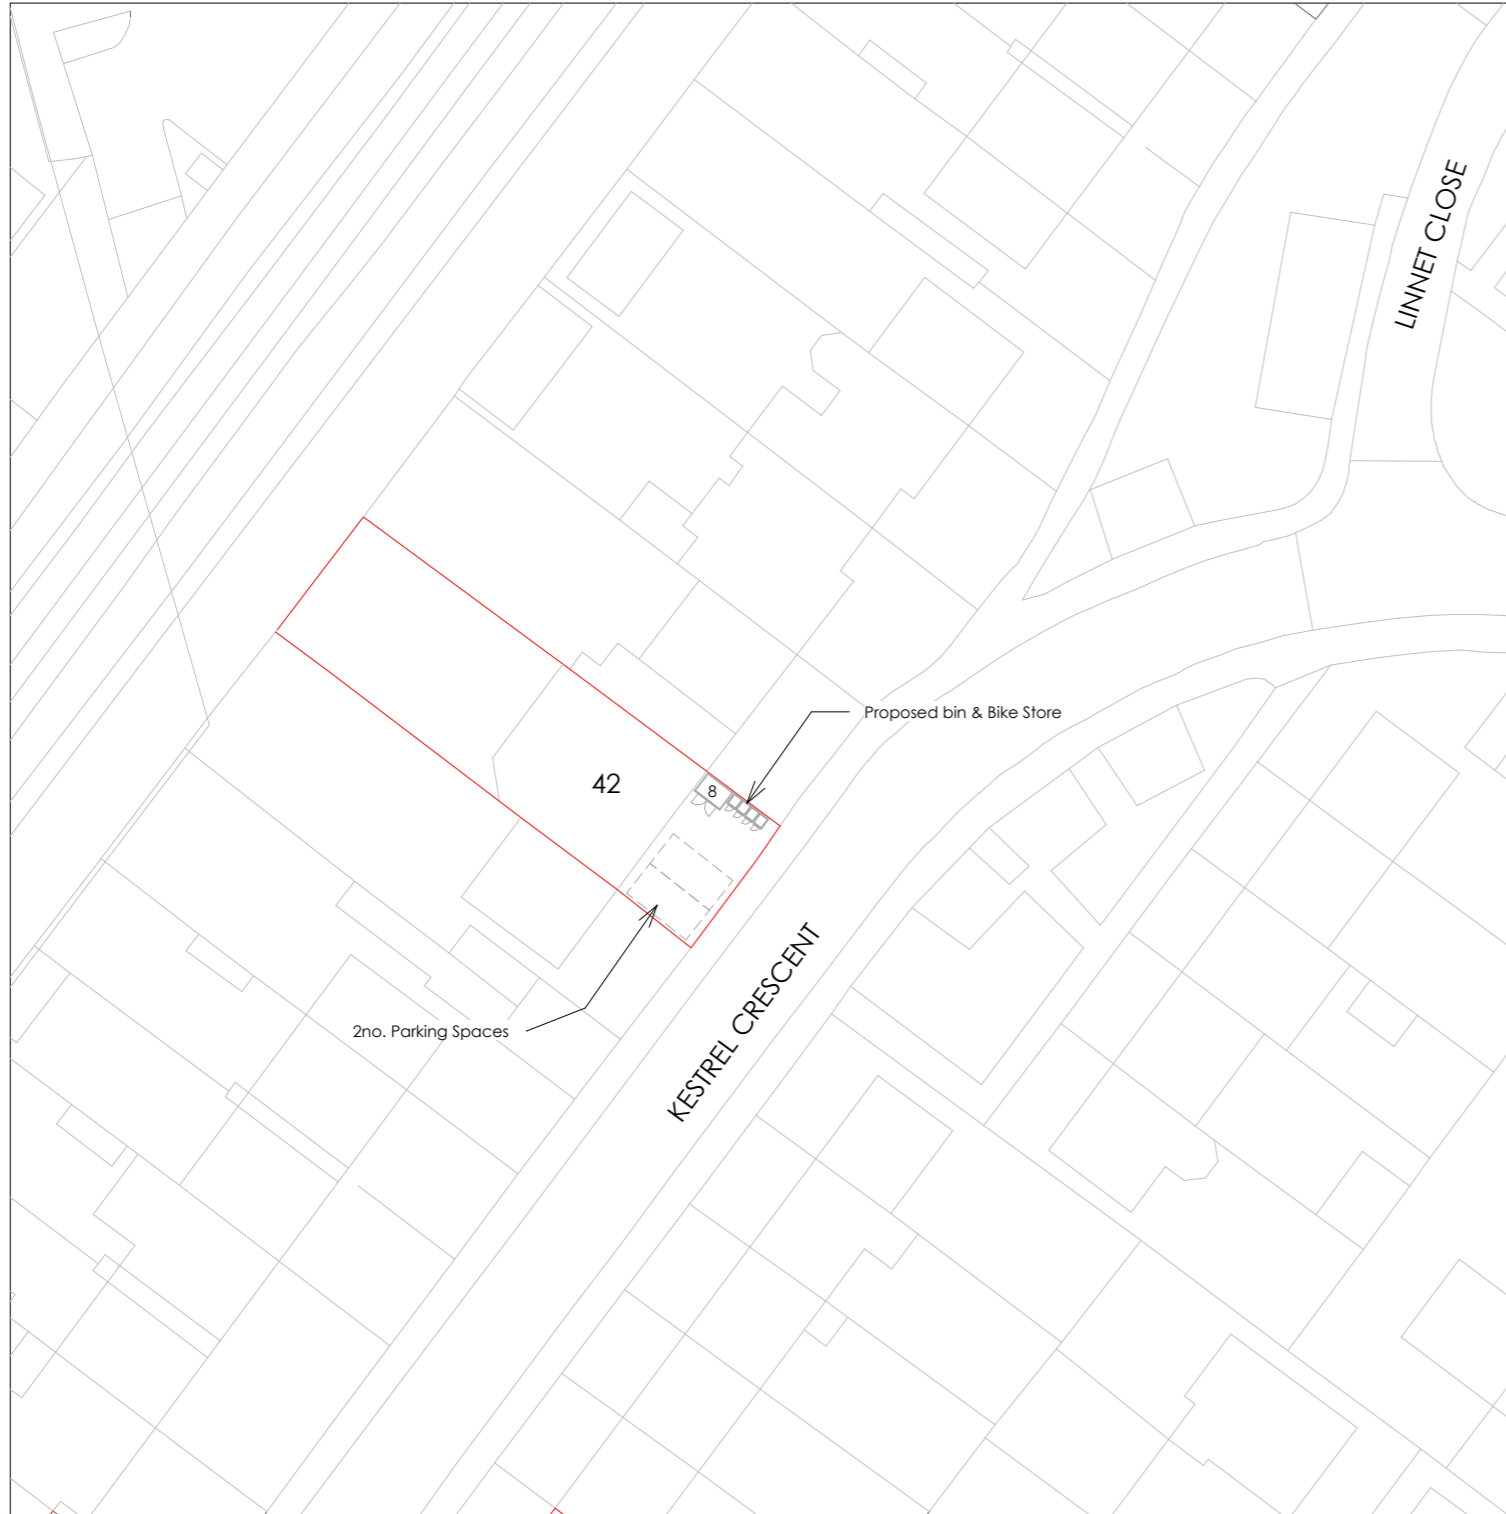 LINNET CLOSE
Proposed bin & Bike Store
42
8
KESTREL CRESCENT
2no. Parking Spaces